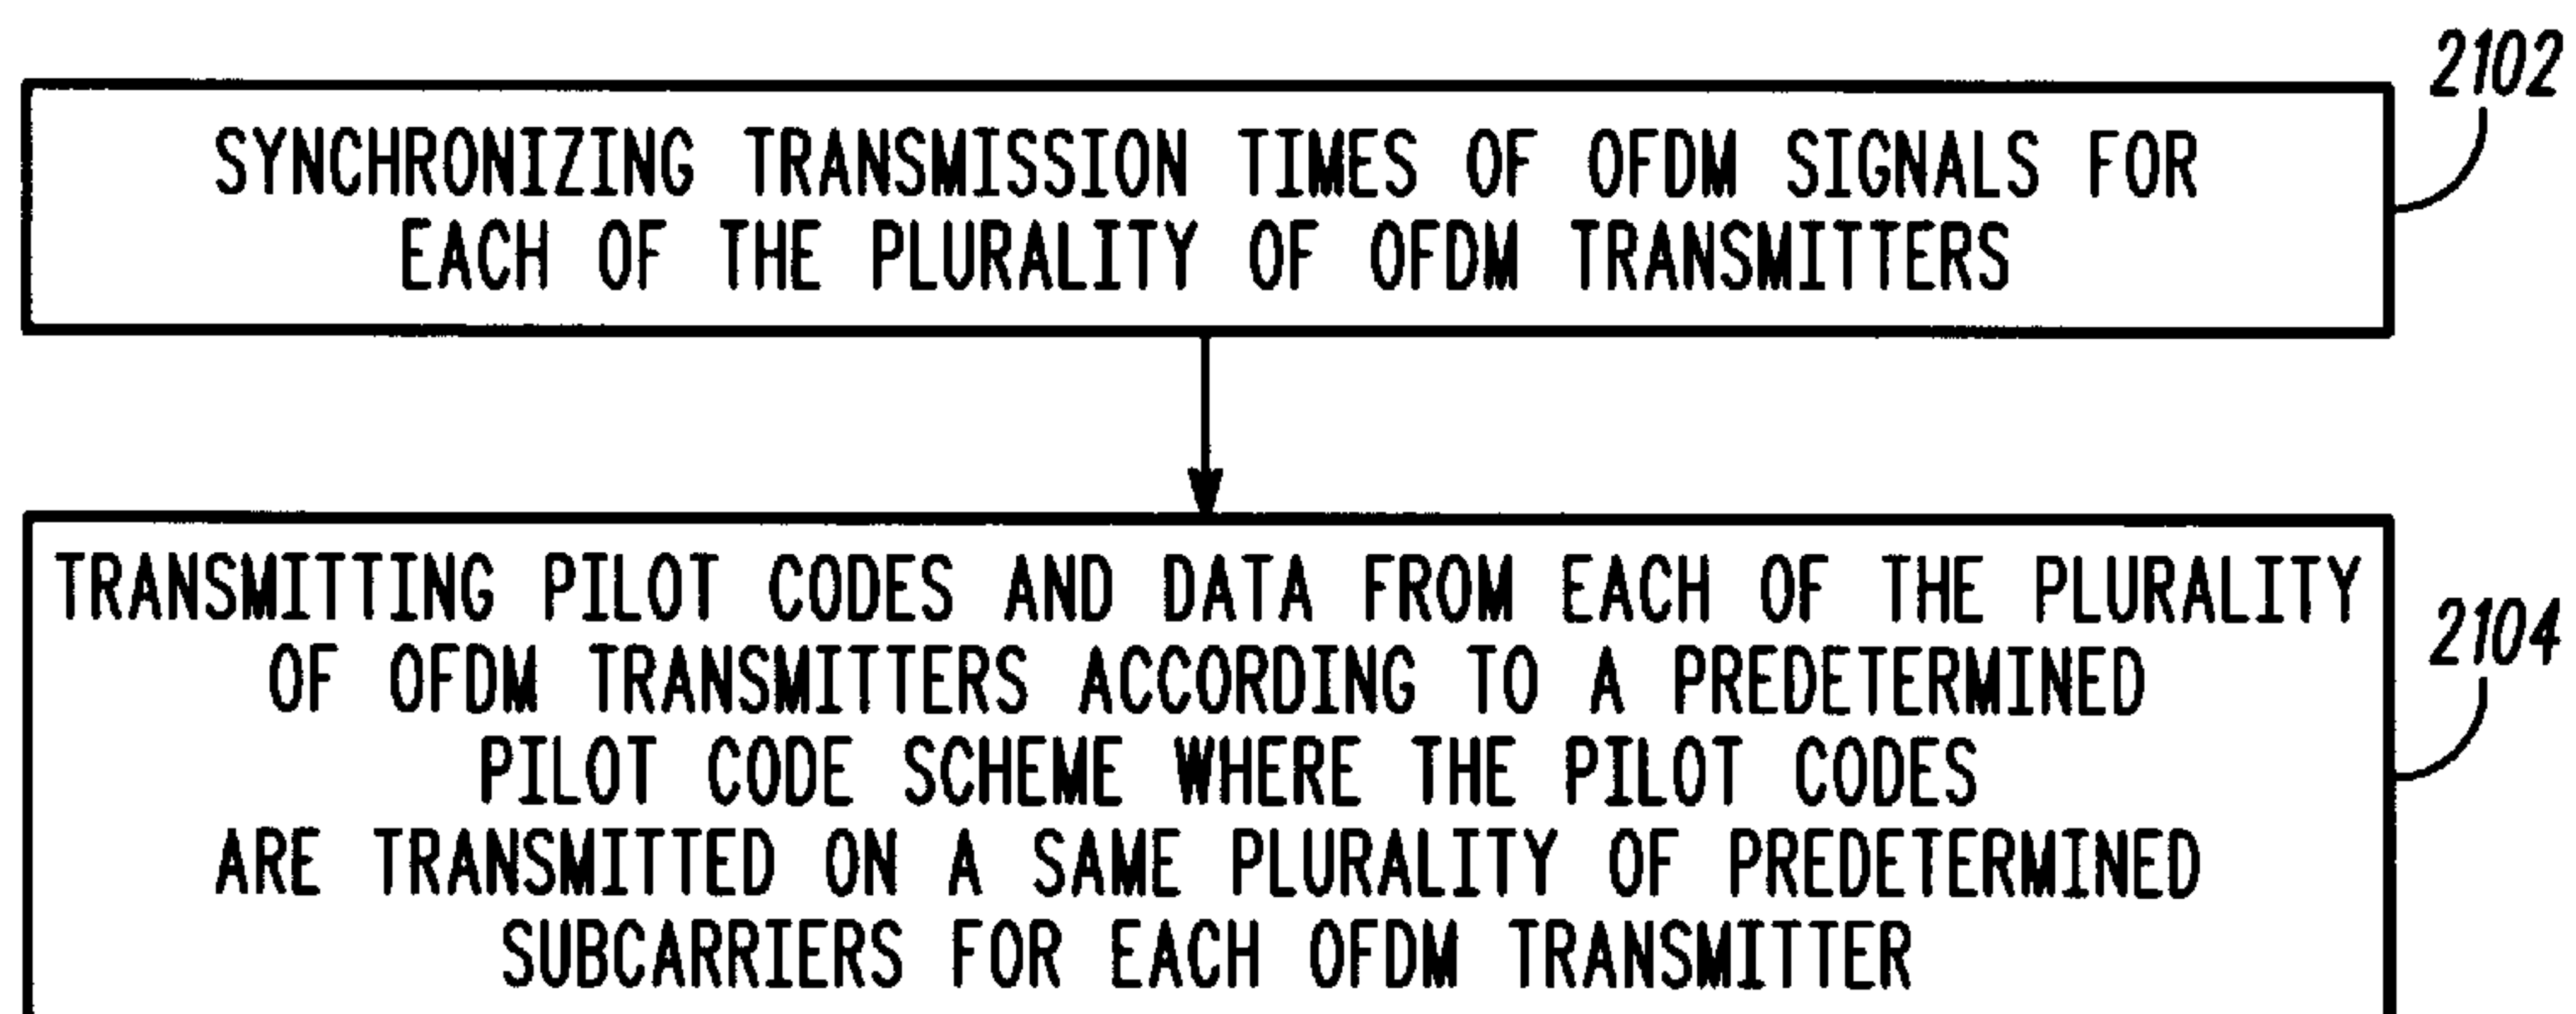 2102
SYNCHRONIZING TRANSMISSION TIMES OF OFDM SIGNALS FOR
EACH OF THE PLURALITY OF OFDM TRANSMITTERS
TRANSMITTING PILOT CODES AND DATA FROM EACH OF THE PLURALITY
OF OFDM TRANSMITTERS ACCORDING TO A PREDETERMINED
2104
PILOT CODE SCHEME WHERE THE PILOT CODES
ARE TRANSMITTED ON A SAME PLURALITY OF PREDETERMINED
SUBCARRIERS FOR EACH OFDM TRANSMITTER